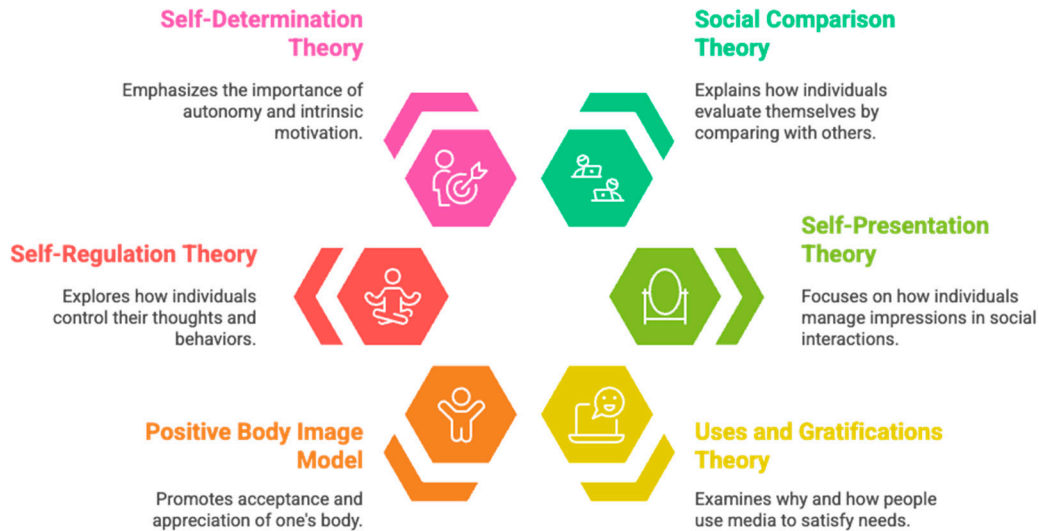 Self-Determination
Theory
Emphasizes the importance of
autonomy and intrinsic
motivation.
Social Comparison
Theory
Explains how individuals
evaluate themselves by
comparing with others.
Self-Regulation Theory
Explores how individuals
control their thoughts and
behaviors.
Self-Presentation
Theory
Focuses on how individuals
manage impressions in social
interactions.
Positive Body Image
Model
Promotes acceptance and
appreciation of one's body.
Uses and Gratifications
Theory
Examines why and how people
use media to satisfy needs.